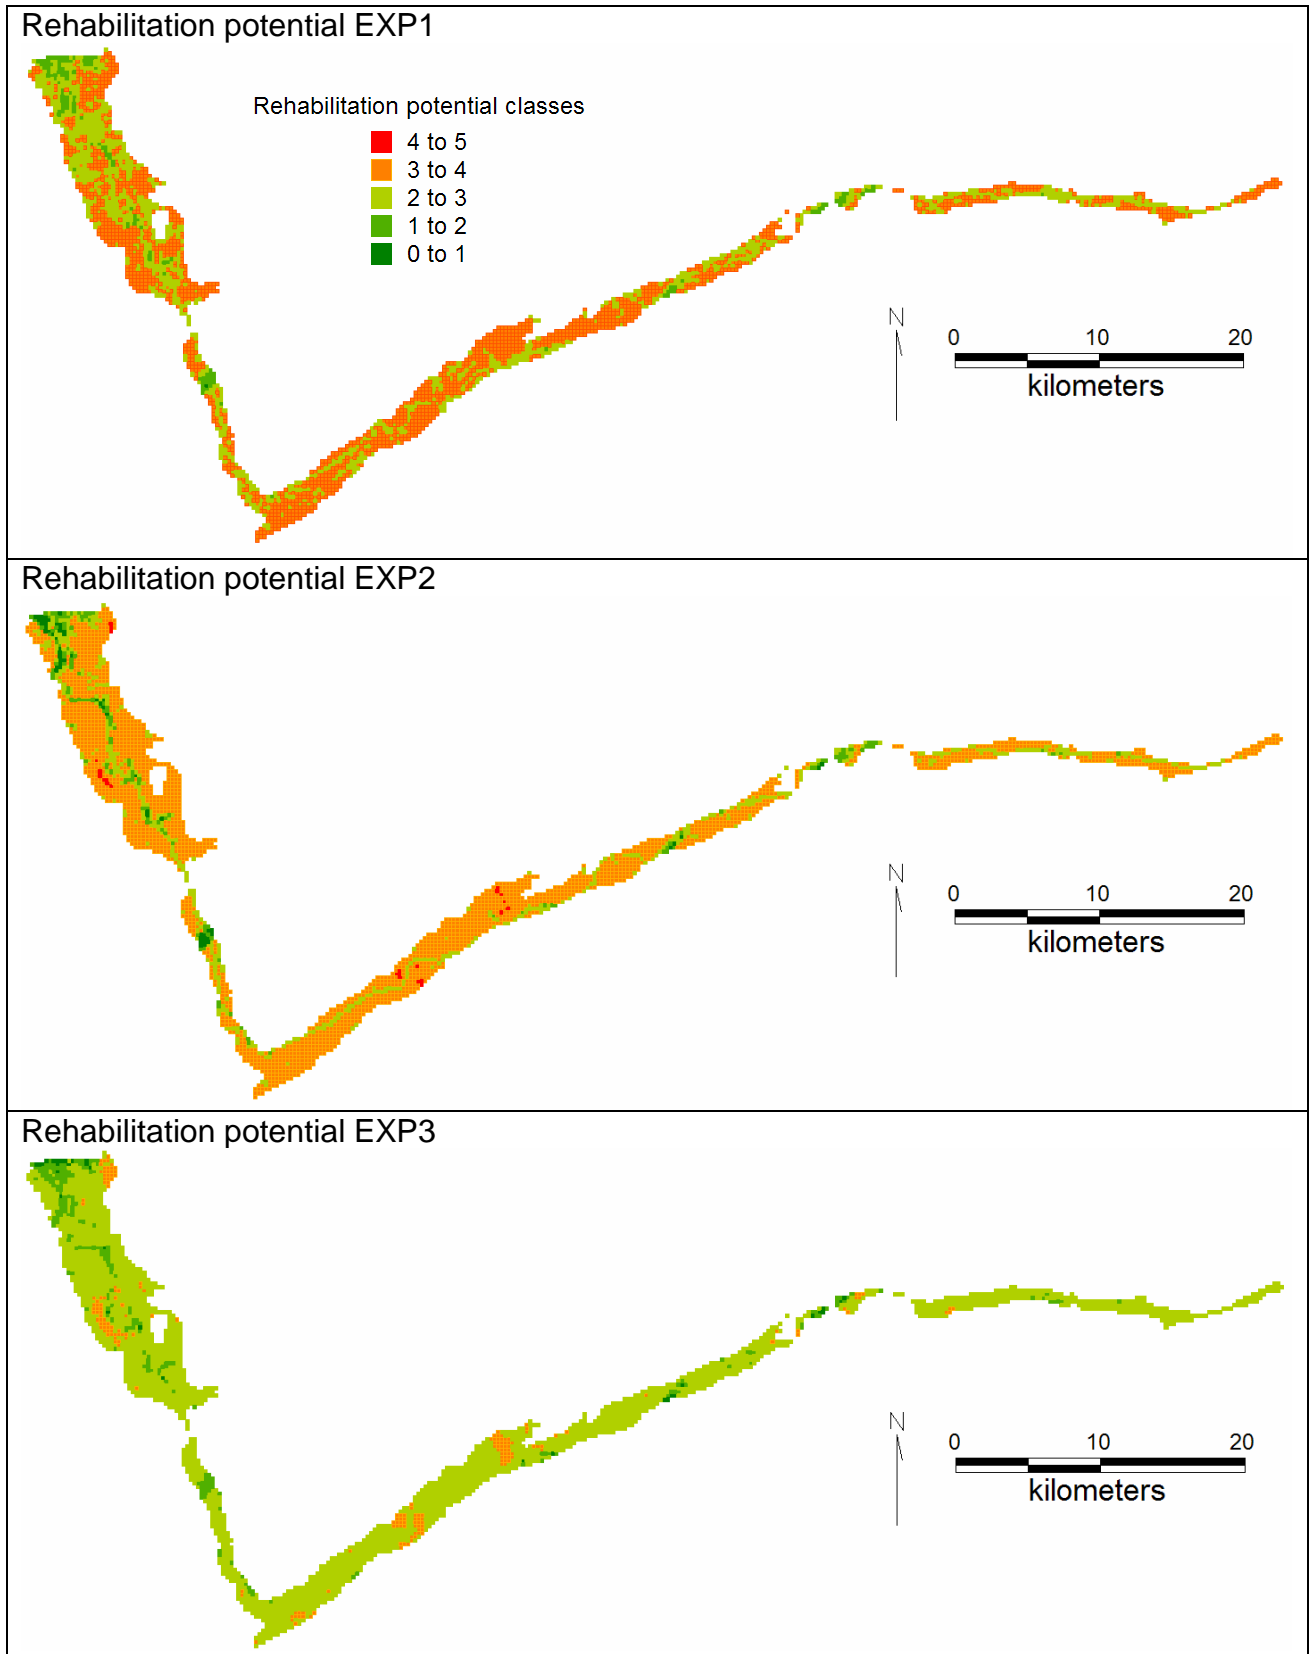 Rehabilitation potential EXP1
Rehabilitation potential classes
4 to 5
3 to 4
2 to 3
1 to 2
0 to 1
N
0 10 20
kilometers
Rehabilitation potential EXP2
N
0 10 20
kilometers
Rehabilitation potential EXP3
N
0 10 20
kilometers